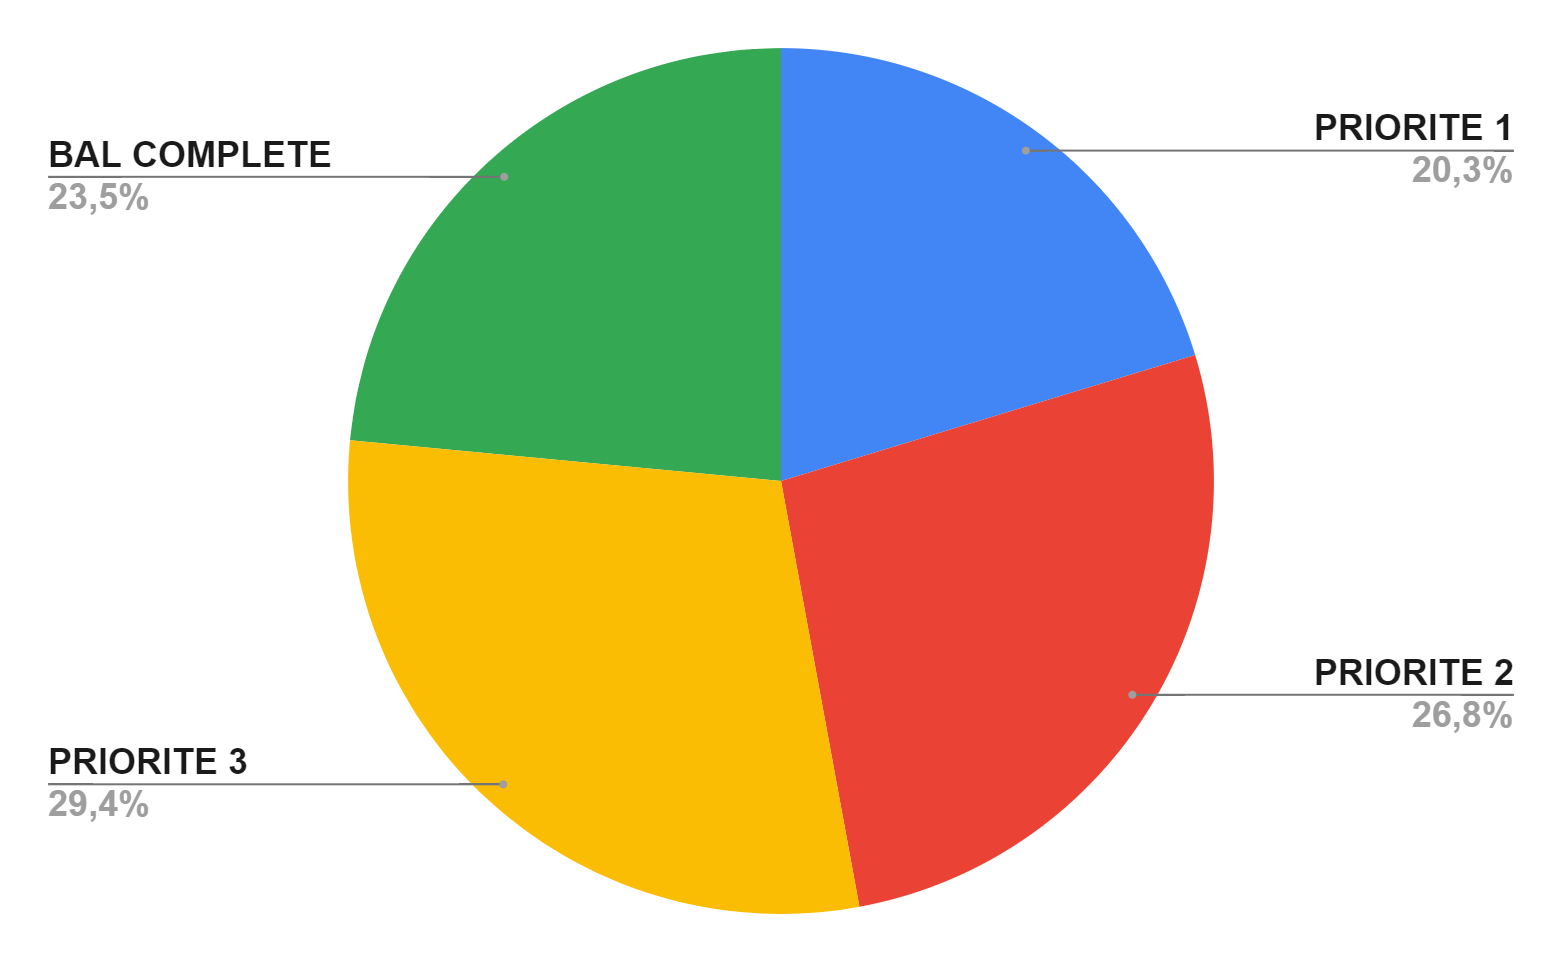 BAL COMPLETE
23,5%
PRIORITE 1
20,3%
PRIORITE 2
26,8%
PRIORITE 3
29,4%